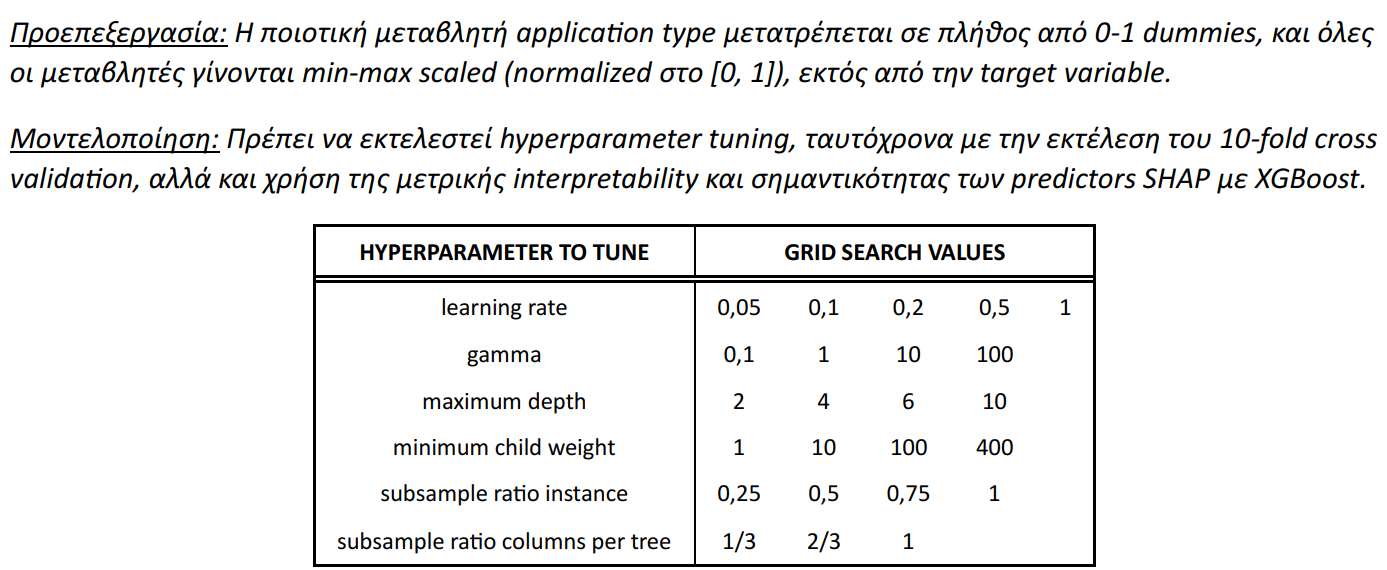 Προεπεξεργασία: Η ποιοτική μεταβλητή application type μετατρέπεται σε πλήθος από 0-1 dummies, και όλες
οι μεταβλητές γίνονται min-max scaled (normalized στο [0, 1]), εκτός από την target variable.
Μοντελοποίηση: Πρέπει να εκτελεστεί hyperparameter tuning, ταυτόχρονα με την εκτέλεση του 10-fold cross
validation, αλλά και χρήση της μετρικής interpretability και σημαντικότητας των predictors SHAP με XGBoost.
HYPERPARAMETER TO TUNE GRID SEARCH VALUES
learning rate 0,05 0,1 0,2 0,5 1
gamma 0,1 1 10 100
maximum depth 2 4 6 10
minimum child weight 1 10 100 400
subsample ratio instance 0,25 0,5 0,75 1
subsample ratio columns per tree 1/3 2/3 1